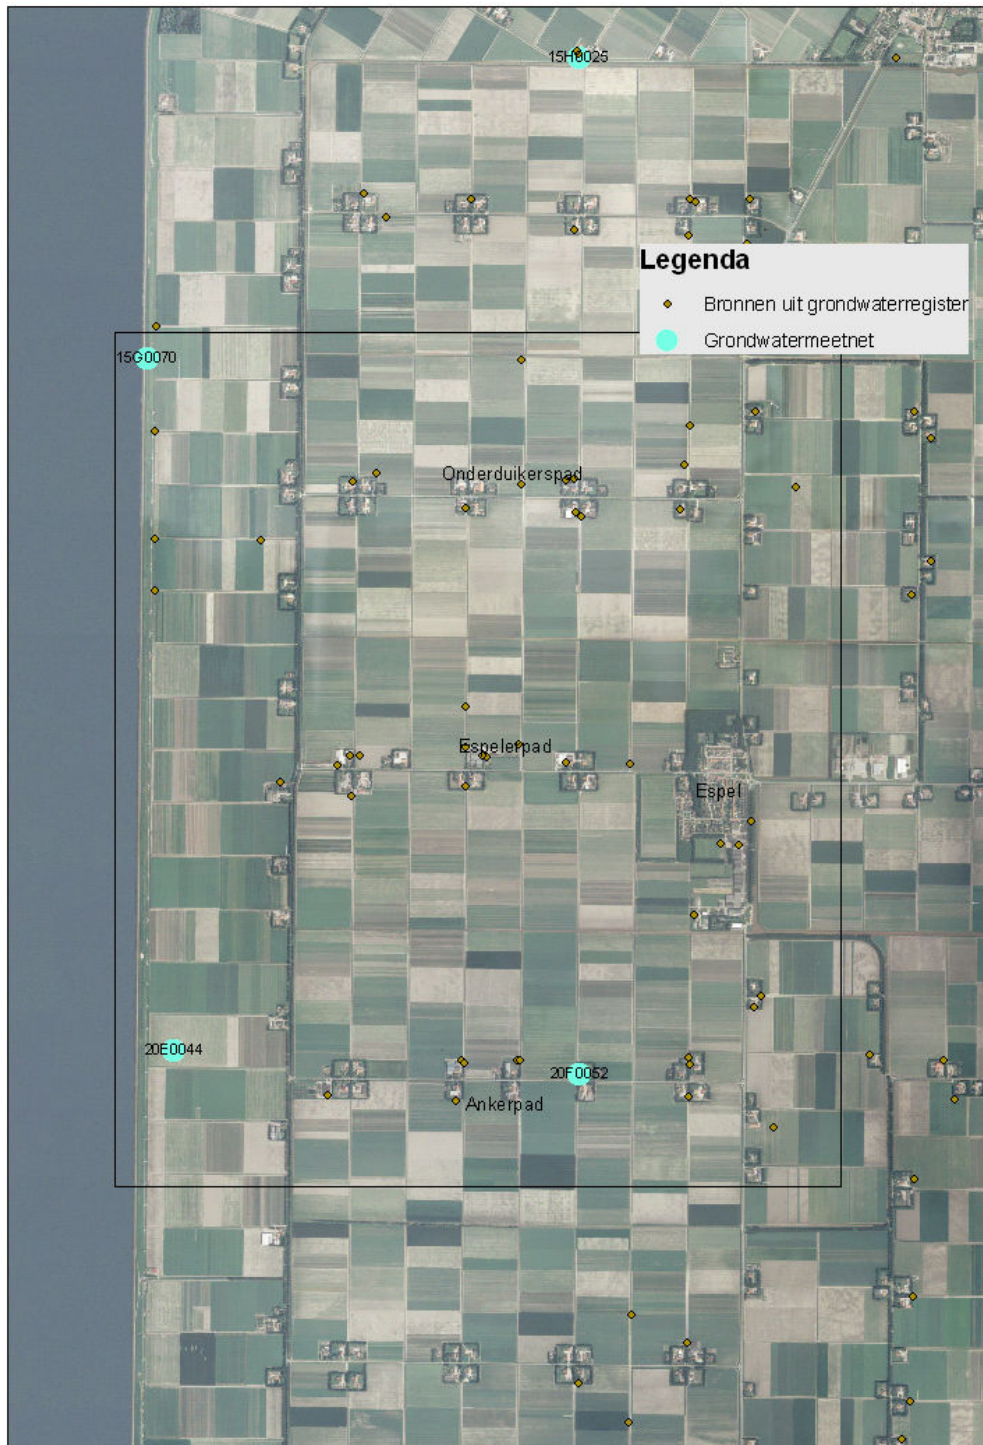 15H0025
Legenda
Bronnen uit grondwaterregister
Grondwatermeetnet
15G0070
Onderduikerspad
Espelerpad
Espel
20E0044
20F0052
Ankerpad